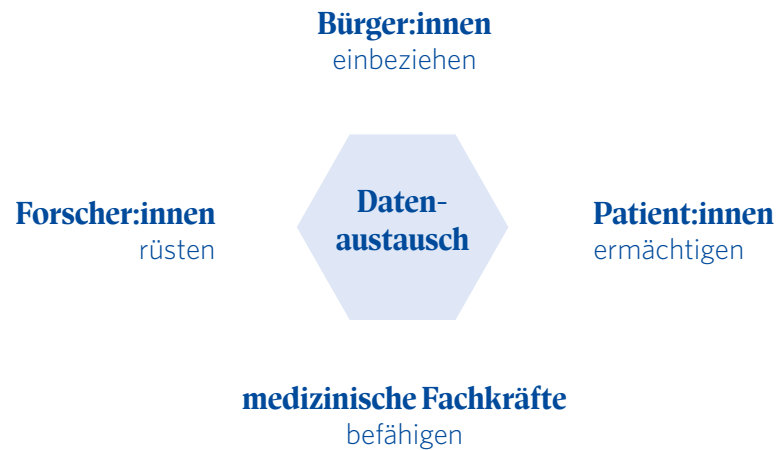 Bürger:innen
einbeziehen
Forscher:innen
rüsten
Daten-
austausch
Patient:innen
ermächtigen
medizinische Fachkräfte
befähigen